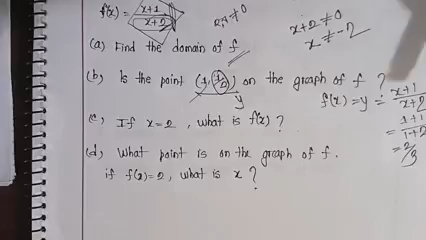 f(x) = x+1 / x+2
x+2 ≠ 0
x ≠ -2
(a) Find the domain of f
(b) Is the point (1, 1/2) on the graph of f ?
y
f(x) = y = x+1 / x+2
= 1+1 / 1+2
= 2/3
(c) If x=2, what is f(x) ?
(d) What point is on the graph of f.
if f(x)=2, what is x ?